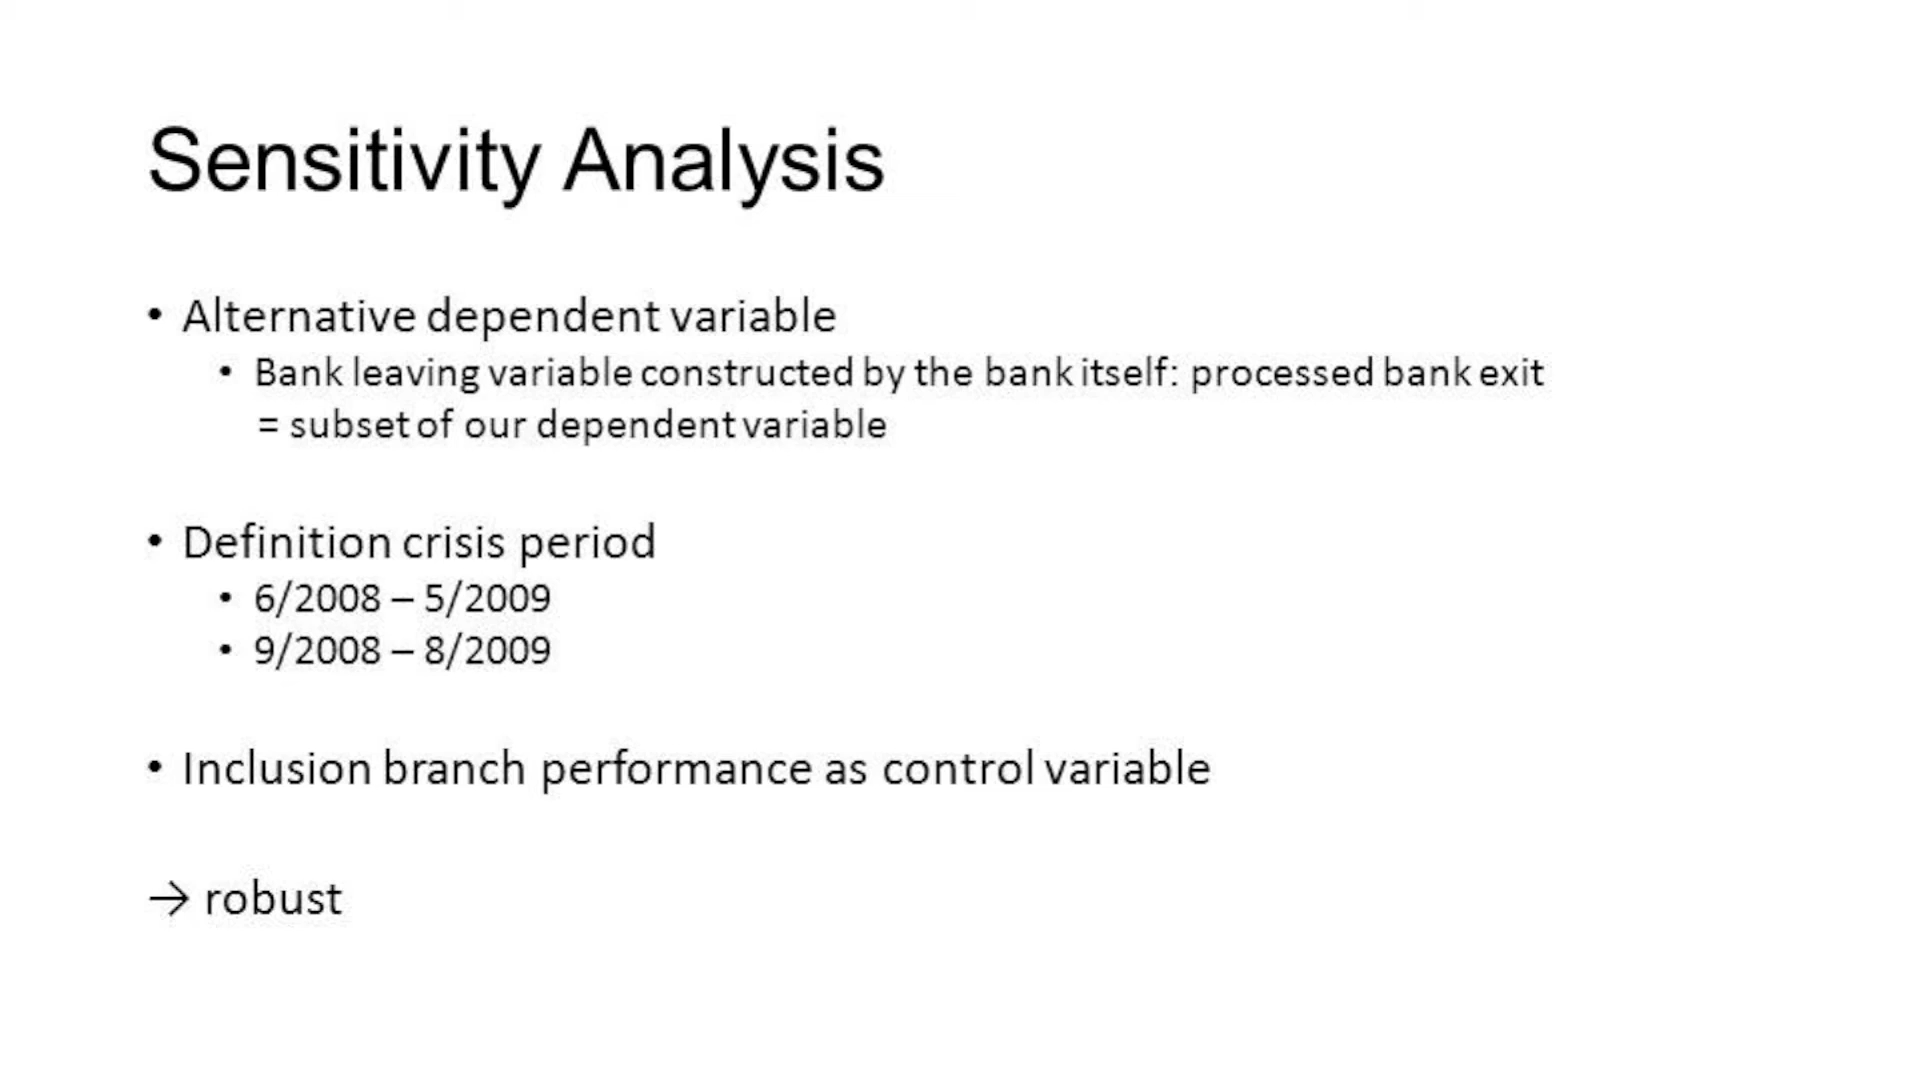 Sensitivity Analysis
• Alternative dependent variable
• Bank leaving variable constructed by the bank itself: processed bank exit
= subset of our dependent variable
• Definition crisis period
• 6/2008 – 5/2009
• 9/2008 – 8/2009
• Inclusion branch performance as control variable
→ robust